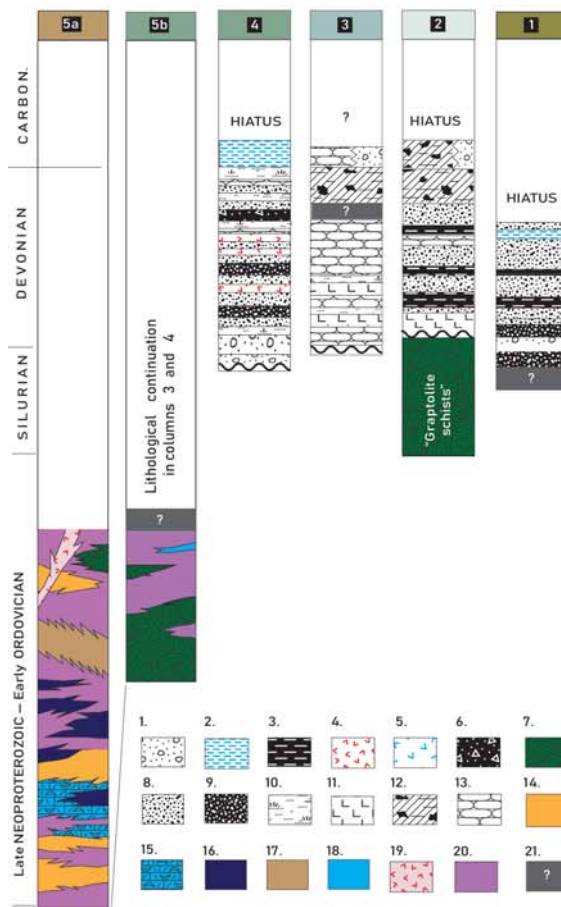 5a
5b
4
3
2
1
CARBON.
DEVONIAN
SILURIAN
Late NEOPROTEROZOIC – Early ORDOVICIAN
HIATUS
?
HIATUS
HIATUS
?
?
Lithological continuation
in columns 3 and 4
"Graptolite
schists"
?
1. 2. 3. 4. 5. 6. 7.
8. 9. 10. 11. 12. 13. 14.
15. 16. 17. 18. 19. 20. 21.
?